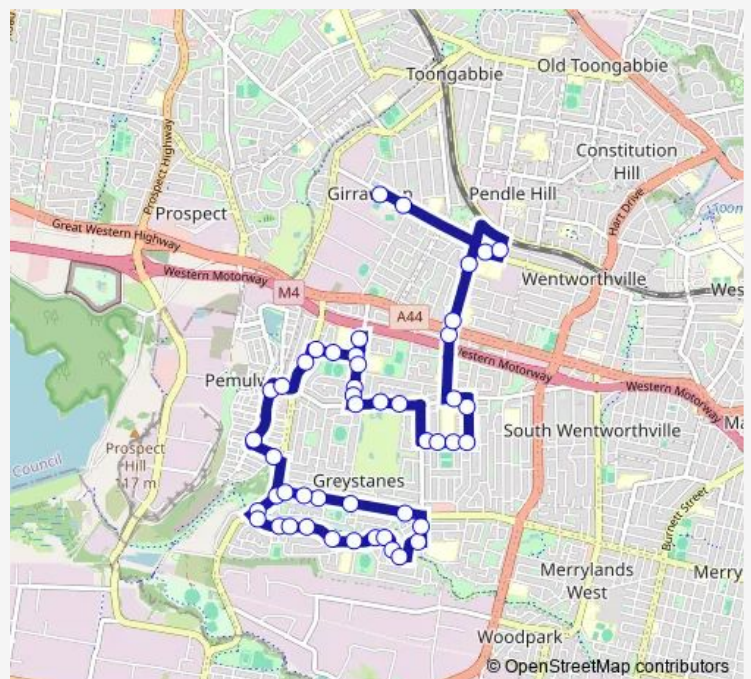 Toongabbie
Old Toongabbie
Constitution
Hill
Prospect Highway
Pendle Hill
Hart Drive
Prospect
Great Western Highway
Western Motorway
M4
Wentworthville
A44
Western Motorway
Western Motorway
South Wentworthville
Prospect
Hill
117 m
Council
Greystanes
Burnett Street
Merrylands
West
Merry
Woodpark
© OpenStreetMap contributors